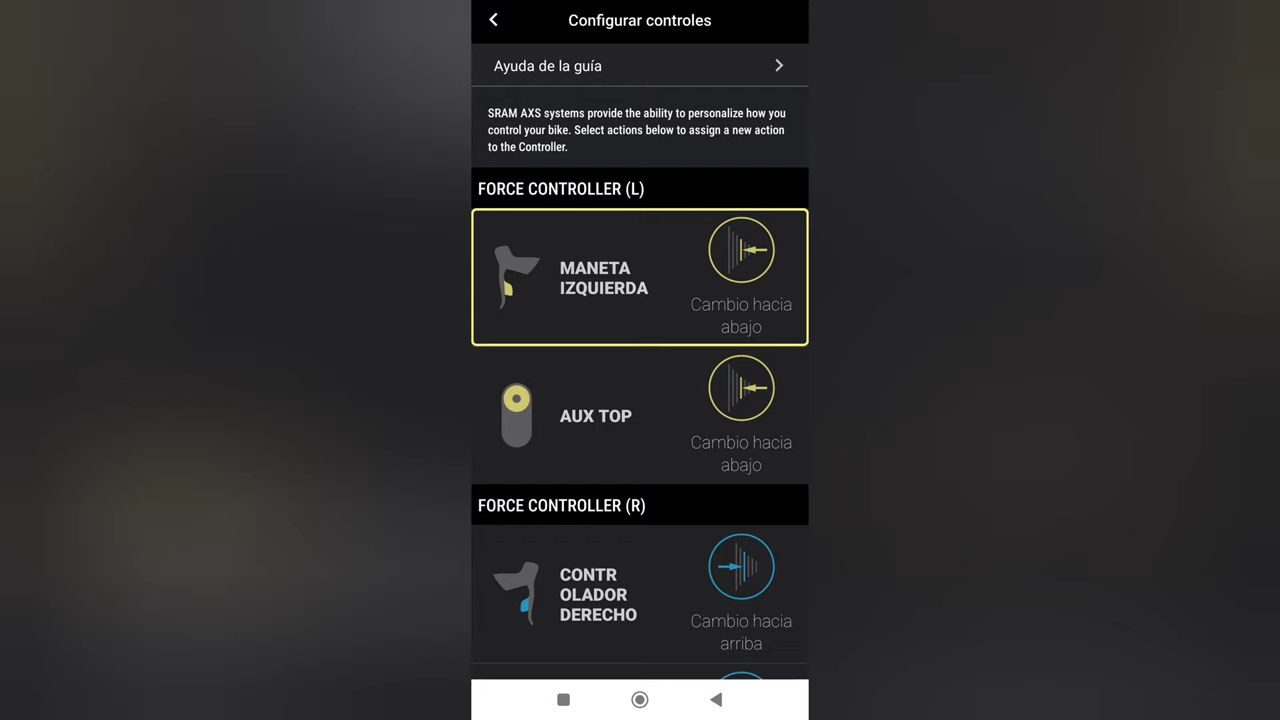 Configurar controles
Ayuda de la guía
SRAM AXS systems provide the ability to personalize how you
control your bike. Select actions below to assign a new action
to the Controller.
FORCE CONTROLLER (L)
MANETA
IZQUIERDA
Cambio hacia
abajo
AUX TOP
Cambio hacia
abajo
FORCE CONTROLLER (R)
CONTR
OLADOR
DERECHO
Cambio hacia
arriba